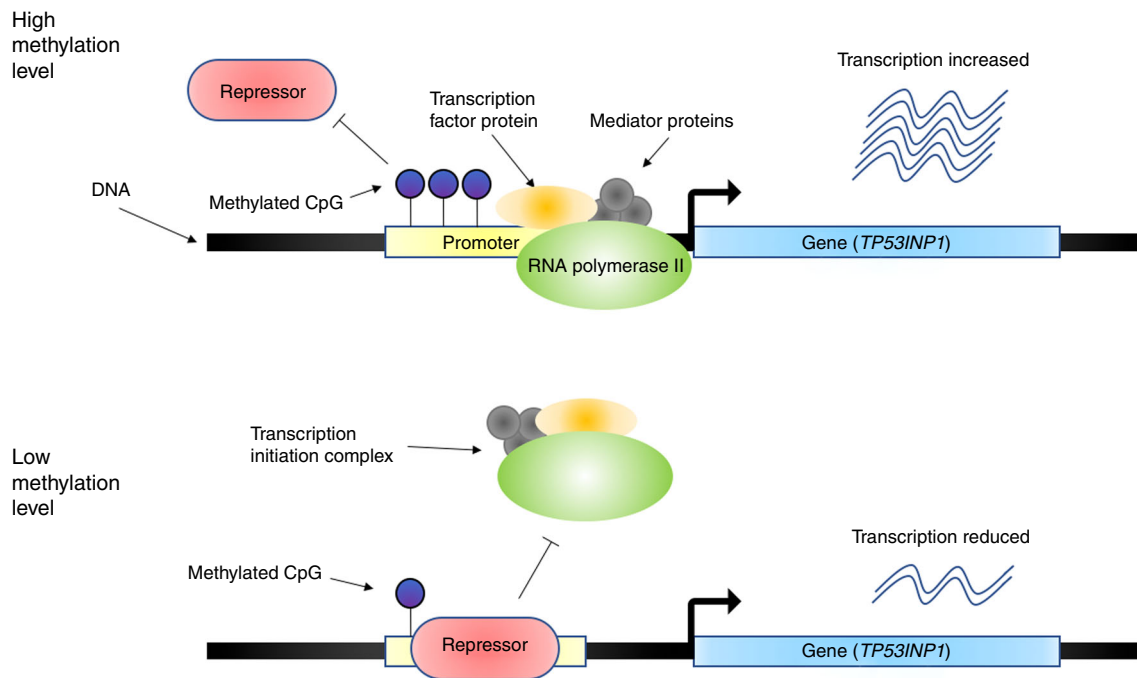 High
methylation
level
Repressor
Transcription
factor protein
Mediator proteins
Transcription increased
DNA
Methylated CpG
Promoter
RNA polymerase II
Gene (TP53INP1)
Transcription
initiation complex
Low
methylation
level
Transcription reduced
Methylated CpG
Repressor
Gene (TP53INP1)